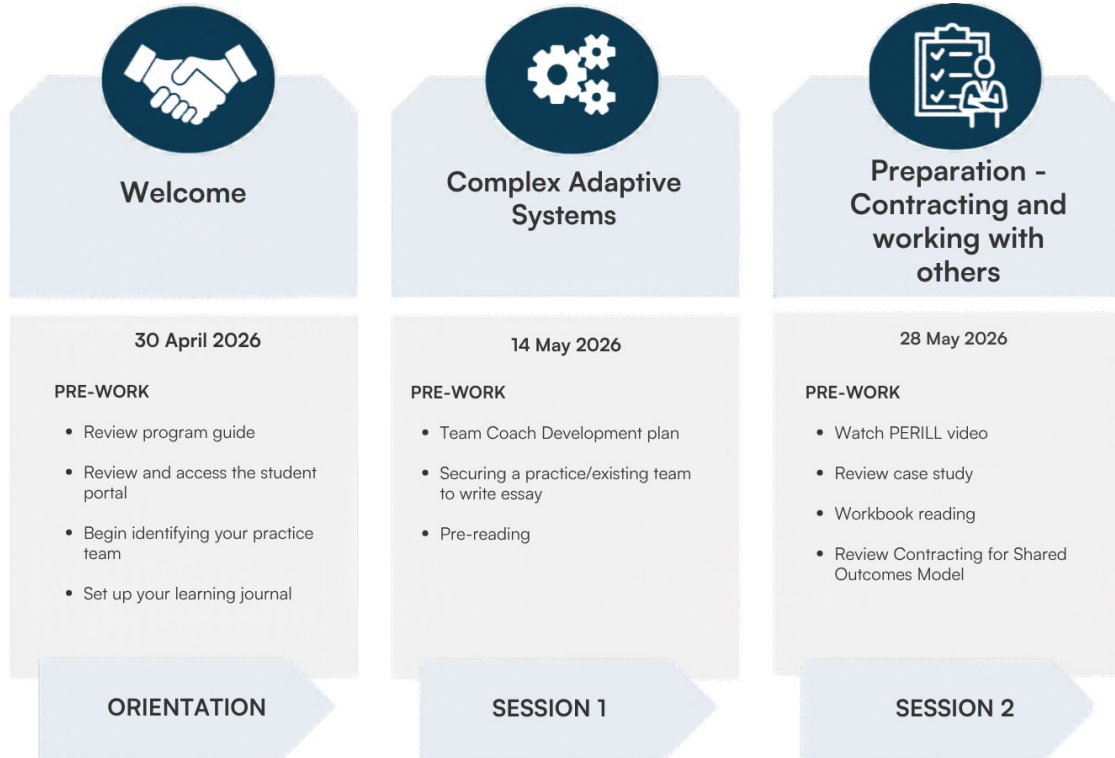 Welcome
30 April 2026
PRE-WORK
• Review program guide
• Review and access the student
portal
• Begin identifying your practice
team
• Set up your learning journal
ORIENTATION
Complex Adaptive
Systems
14 May 2026
PRE-WORK
• Team Coach Development plan
• Securing a practice/existing team
to write essay
• Pre-reading
SESSION 1
Preparation -
Contracting and
working with
others
28 May 2026
PRE-WORK
• Watch PERILL video
• Review case study
• Workbook reading
• Review Contracting for Shared
Outcomes Model
SESSION 2